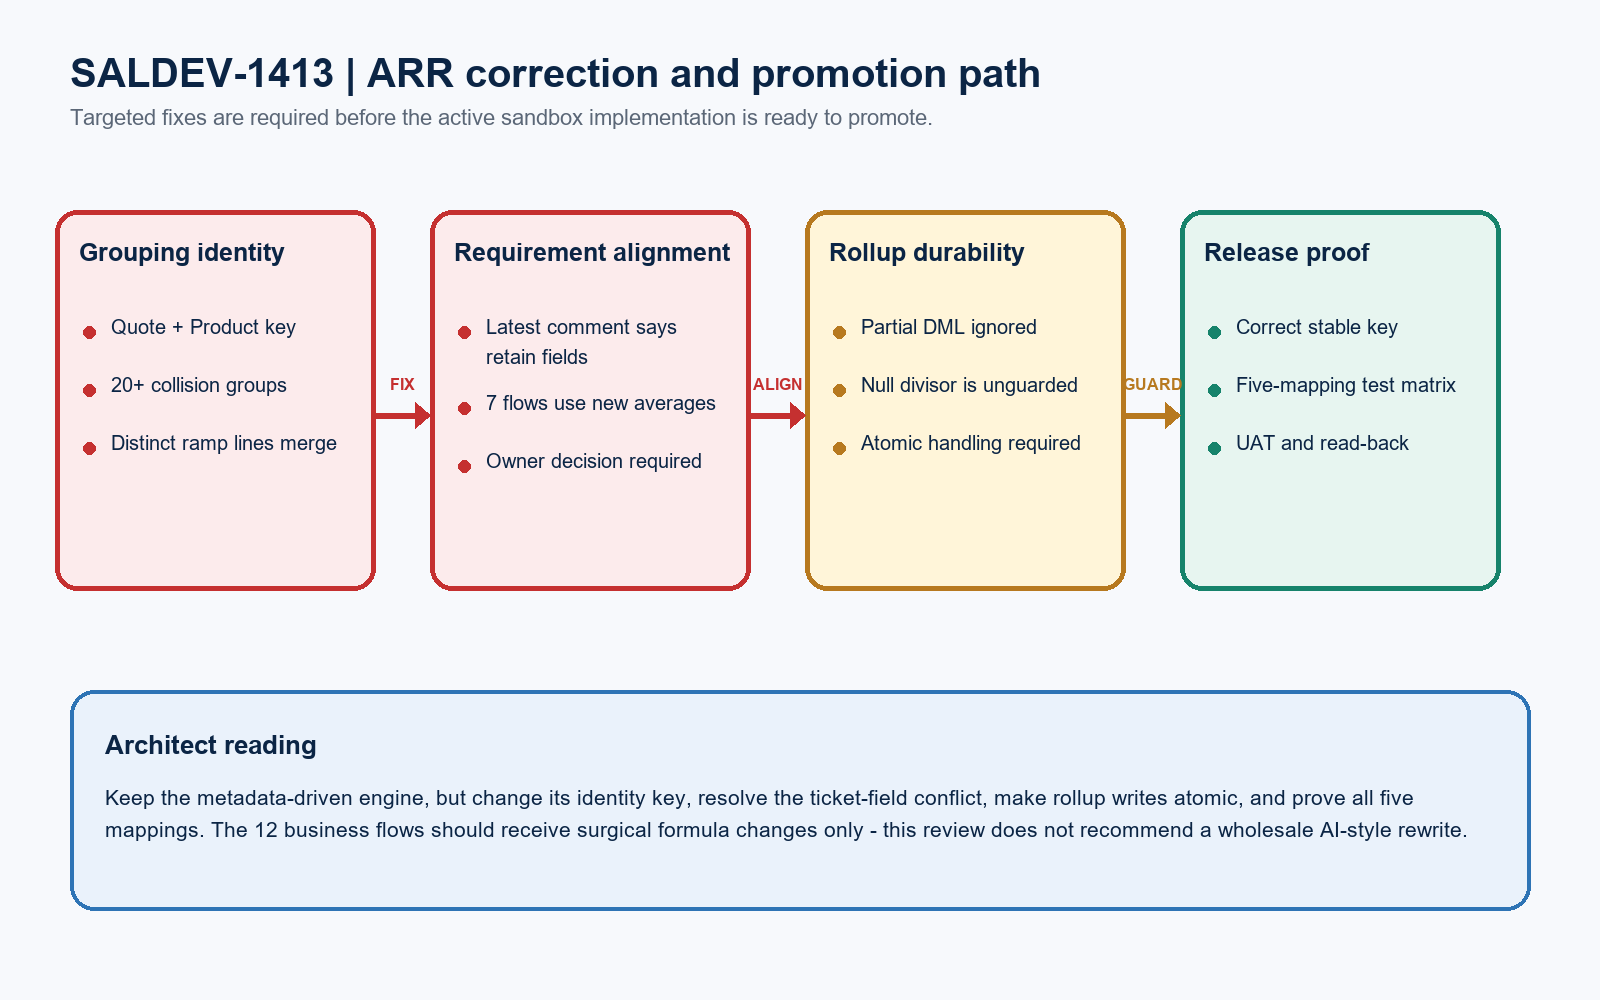 SALDEV-1413 | ARR correction and promotion path
Targeted fixes are required before the active sandbox implementation is ready to promote.
Grouping identity
Quote + Product key
20+ collision groups
Distinct ramp lines merge
FIX
Requirement alignment
Latest comment says
retain fields
7 flows use new averages
Owner decision required
ALIGN
Rollup durability
Partial DML ignored
Null divisor is unguarded
Atomic handling required
GUARD
Release proof
Correct stable key
Five-mapping test matrix
UAT and read-back
Architect reading
Keep the metadata-driven engine, but change its identity key, resolve the ticket-field conflict, make rollup writes atomic, and prove all five
mappings. The 12 business flows should receive surgical formula changes only - this review does not recommend a wholesale AI-style rewrite.